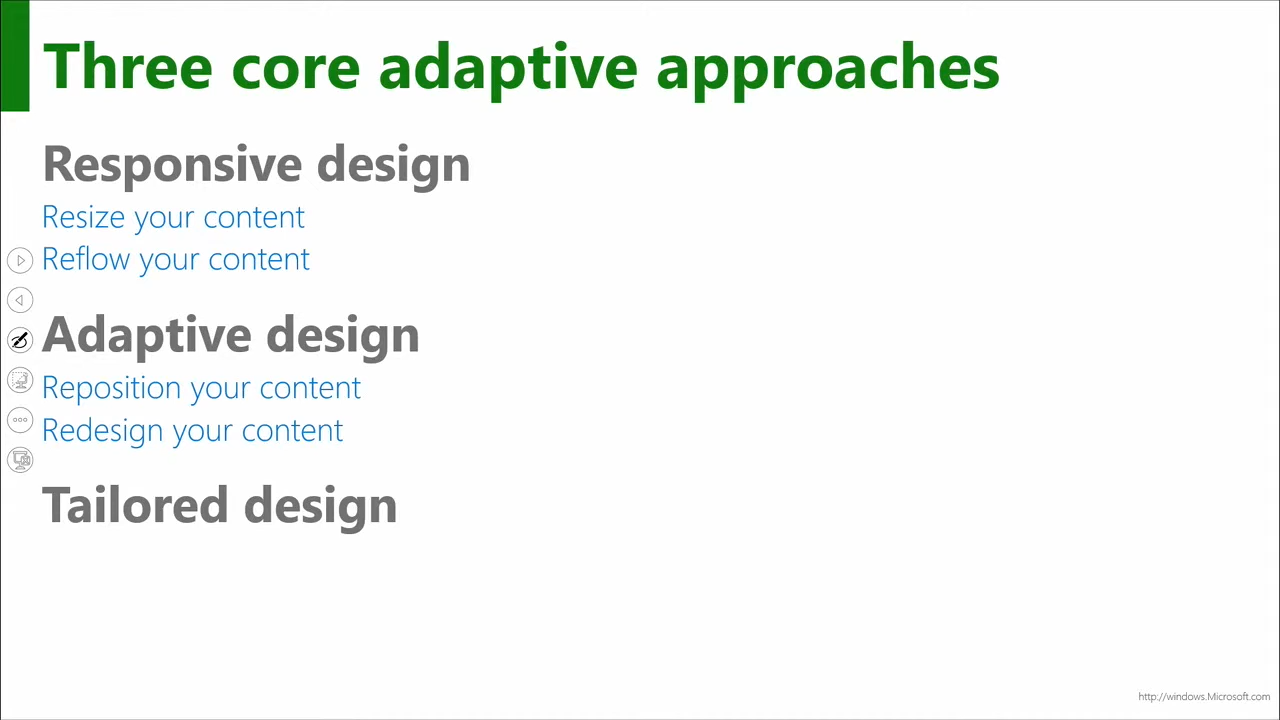 Three core adaptive approaches
Responsive design
Resize your content
Reflow your content
Adaptive design
Reposition your content
Redesign your content
Tailored design
http://windows.Microsoft.com